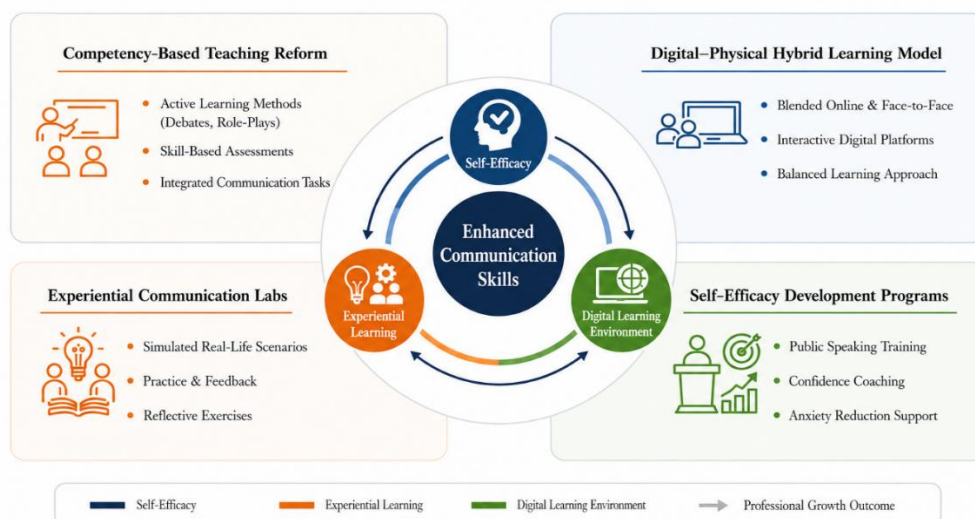 Competency-Based Teaching Reform
Active Learning Methods
(Debates, Role-Plays)
Skill-Based Assessments
Integrated Communication Tasks
Digital–Physical Hybrid Learning Model
Blended Online & Face-to-Face
Interactive Digital Platforms
Balanced Learning Approach
Self-Efficacy
Enhanced
Communication
Skills
Experiential
Learning
Digital Learning
Environment
Experiential Communication Labs
Simulated Real-Life Scenarios
Practice & Feedback
Reflective Exercises
Self-Efficacy Development Programs
Public Speaking Training
Confidence Coaching
Anxiety Reduction Support
Self-Efficacy
Experiential Learning
Digital Learning Environment
Professional Growth Outcome